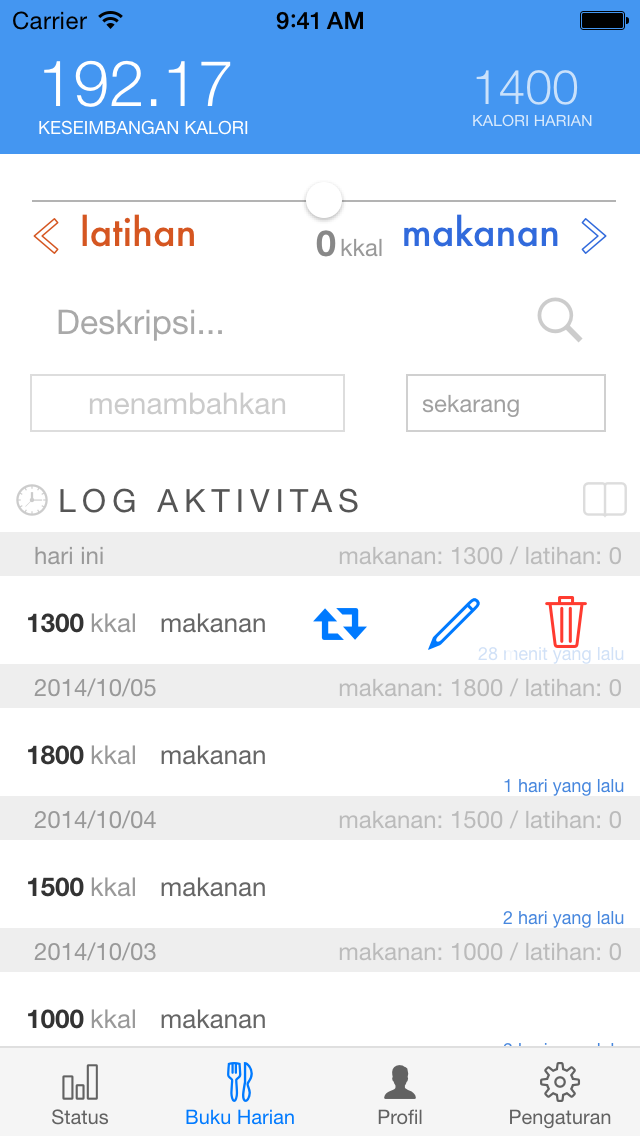 Carrier 9:41 AM
192.17 1400
KESEIMBANGAN KALORI KALORI HARIAN
latihan 0 kkal makanan
Deskripsi...
menambahkan sekarang
LOG AKTIVITAS
hari ini makanan: 1300 / latihan: 0
1300 kkal makanan
28 menit yang lalu
2014/10/05 makanan: 1800 / latihan: 0
1800 kkal makanan
1 hari yang lalu
2014/10/04 makanan: 1500 / latihan: 0
1500 kkal makanan
2 hari yang lalu
2014/10/03 makanan: 1000 / latihan: 0
1000 kkal makanan
Status Buku Harian Profil Pengaturan